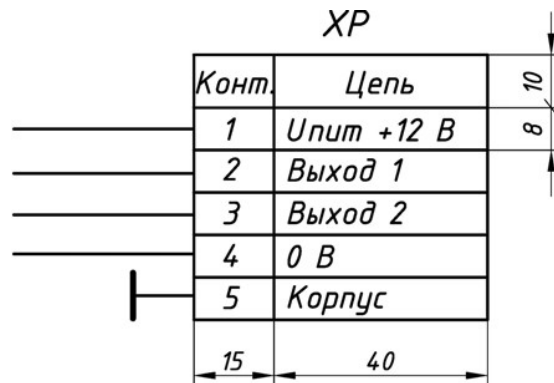 XP
Конт. Цепь 10
1 Uпит +12 В 8
2 Выход 1
3 Выход 2
4 0 В
5 Корпус
15 40